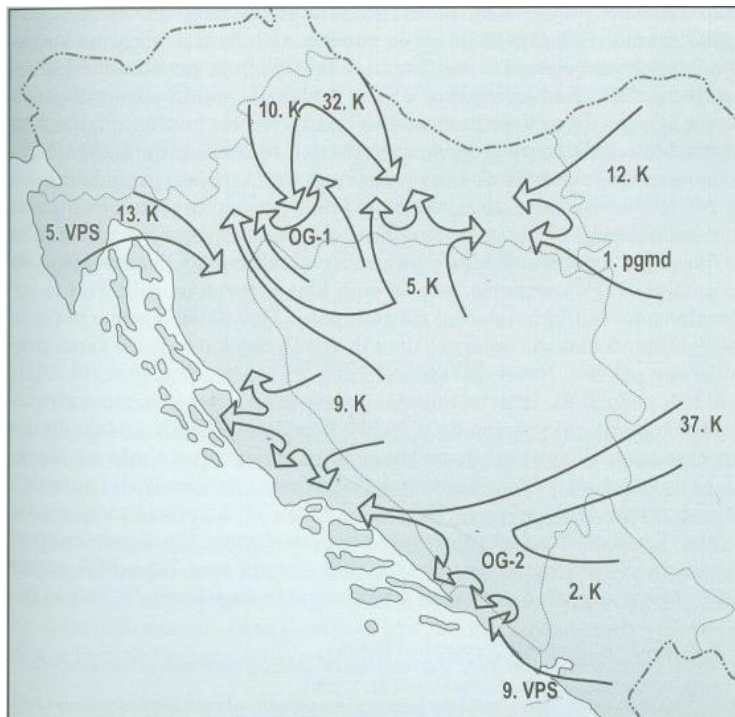 10. K
32. K
12. K
13. K
5. VPS
OG-1
5. K
1. pgmd
9. K
37. K
OG-2
2. K
9. VPS